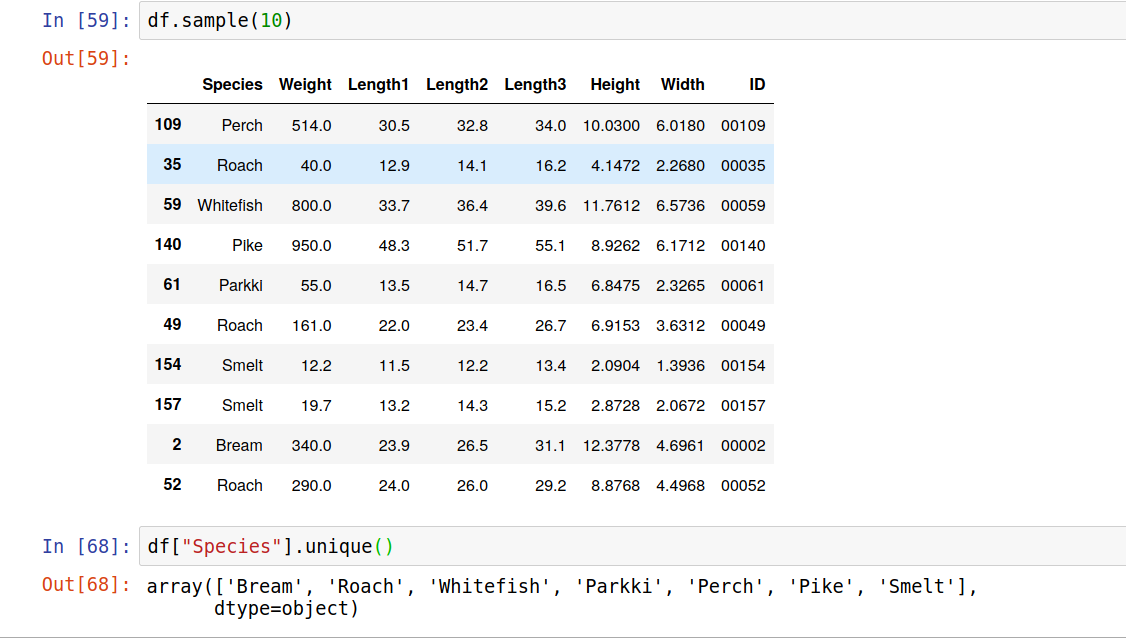 In [59]: df.sample(10)
Out[59]:
Species Weight Length1 Length2 Length3 Height Width ID
109 Perch 514.0 30.5 32.8 34.0 10.0300 6.0180 00109
35 Roach 40.0 12.9 14.1 16.2 4.1472 2.2680 00035
59 Whitefish 800.0 33.7 36.4 39.6 11.7612 6.5736 00059
140 Pike 950.0 48.3 51.7 55.1 8.9262 6.1712 00140
61 Parkki 55.0 13.5 14.7 16.5 6.8475 2.3265 00061
49 Roach 161.0 22.0 23.4 26.7 6.9153 3.6312 00049
154 Smelt 12.2 11.5 12.2 13.4 2.0904 1.3936 00154
157 Smelt 19.7 13.2 14.3 15.2 2.8728 2.0672 00157
2 Bream 340.0 23.9 26.5 31.1 12.3778 4.6961 00002
52 Roach 290.0 24.0 26.0 29.2 8.8768 4.4968 00052
In [68]: df["Species"].unique()
Out[68]: array(['Bream', 'Roach', 'Whitefish', 'Parkki', 'Perch', 'Pike', 'Smelt'],
dtype=object)